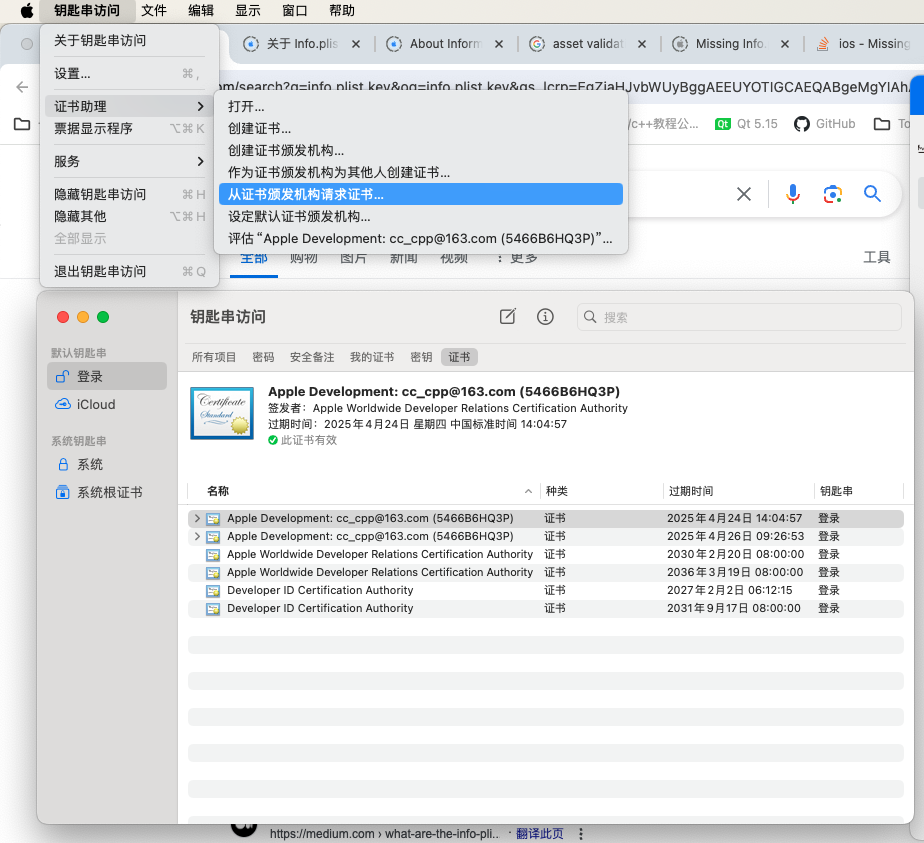 钥匙串访问 文件 编辑 显示 窗口 帮助
关于钥匙串访问
设置... ⌘ ,
证书助理
票据显示程序 ⌥⌘K
服务
隐藏钥匙串访问 ⌘H
隐藏其他 ⌥⌘H
全部显示
退出钥匙串访问 ⌘Q
打开...
创建证书...
创建证书颁发机构...
作为证书颁发机构为其他人创建证书...
从证书颁发机构请求证书...
设定默认证书颁发机构...
评估“Apple Development: cc_cpp@163.com (5466B6HQ3P)”...
关于 Info.plis
About Inform
asset validat
Missing Info.
ios - Missing
/c++教程公...
Qt 5.15
GitHub
全部 购物 图片 新闻 视频 更多
工具
钥匙串访问
搜索
默认钥匙串
登录
iCloud
系统钥匙串
系统
系统根证书
所有项目 密码 安全备注 我的证书 密钥 证书
Certificate
Standard
Apple Development: cc_cpp@163.com (5466B6HQ3P)
签发者：Apple Worldwide Developer Relations Certification Authority
过期时间：2025年4月24日 星期四 中国标准时间 14:04:57
此证书有效
名称 种类 过期时间 钥匙串
Apple Development: cc_cpp@163.com (5466B6HQ3P) 证书 2025年4月24日 14:04:57 登录
Apple Development: cc_cpp@163.com (5466B6HQ3P) 证书 2025年4月26日 09:26:53 登录
Apple Worldwide Developer Relations Certification Authority 证书 2030年2月20日 08:00:00 登录
Apple Worldwide Developer Relations Certification Authority 证书 2036年3月19日 08:00:00 登录
Developer ID Certification Authority 证书 2027年2月2日 06:12:15 登录
Developer ID Certification Authority 证书 2031年9月17日 08:00:00 登录
https://medium.com › what-are-the-info-pli... · 翻译此页